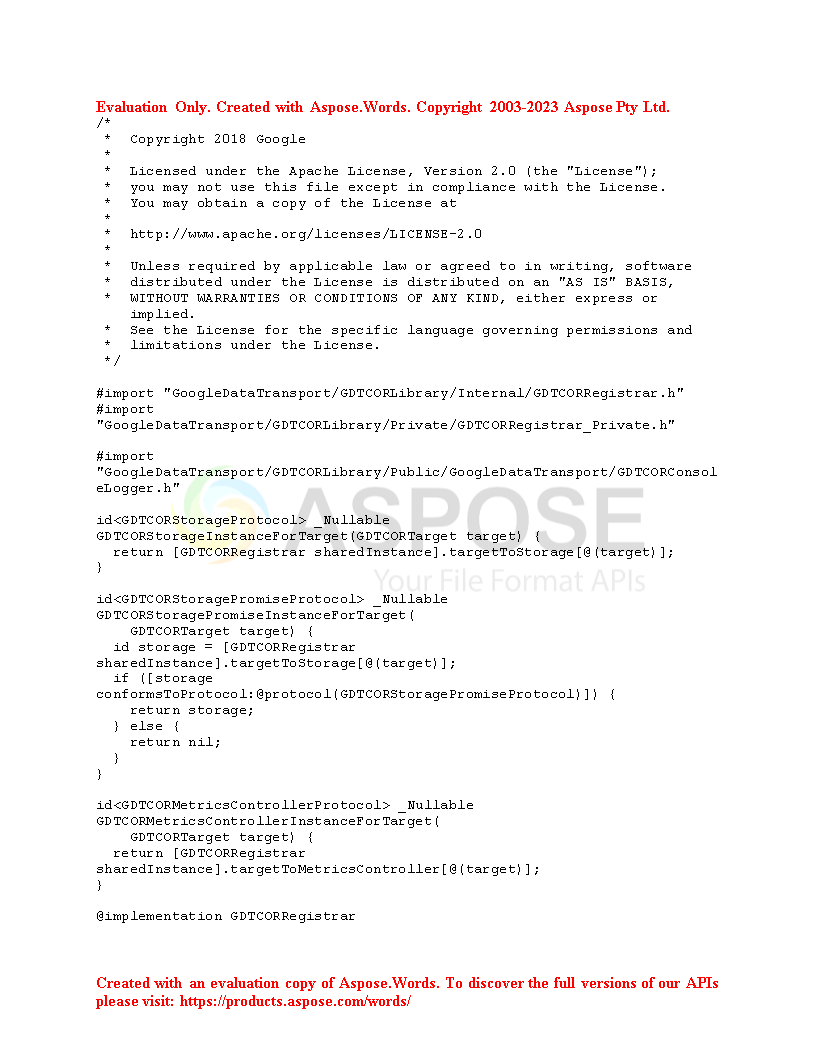 Evaluation Only. Created with Aspose.Words. Copyright 2003-2023 Aspose Pty Ltd.
/*
 *  Copyright 2018 Google
 *
 *  Licensed under the Apache License, Version 2.0 (the "License");
 *  you may not use this file except in compliance with the License.
 *  You may obtain a copy of the License at
 *
 *  http://www.apache.org/licenses/LICENSE-2.0
 *
 *  Unless required by applicable law or agreed to in writing, software
 *  distributed under the License is distributed on an "AS IS" BASIS,
 *  WITHOUT WARRANTIES OR CONDITIONS OF ANY KIND, either express or
    implied.
 *  See the License for the specific language governing permissions and
 *  limitations under the License.
 */

#import "GoogleDataTransport/GDTCORLibrary/Internal/GDTCORRegistrar.h"
#import
"GoogleDataTransport/GDTCORLibrary/Private/GDTCORRegistrar_Private.h"

#import
"GoogleDataTransport/GDTCORLibrary/Public/GoogleDataTransport/GDTCORConsol
eLogger.h"

ASPOSE
id<GDTCORStorageProtocol> _Nullable
GDTCORStorageInstanceForTarget(GDTCORTarget target) {
  return [GDTCORRegistrar sharedInstance].targetToStorage[@(target)];
}
Your File Format APIs

id<GDTCORStoragePromiseProtocol> _Nullable
GDTCORStoragePromiseInstanceForTarget(
    GDTCORTarget target) {
  id storage = [GDTCORRegistrar
sharedInstance].targetToStorage[@(target)];
  if ([storage
conformsToProtocol:@protocol(GDTCORStoragePromiseProtocol)]) {
    return storage;
  } else {
    return nil;
  }
}

id<GDTCORMetricsControllerProtocol> _Nullable
GDTCORMetricsControllerInstanceForTarget(
    GDTCORTarget target) {
  return [GDTCORRegistrar
sharedInstance].targetToMetricsController[@(target)];
}

@implementation GDTCORRegistrar

Created with an evaluation copy of Aspose.Words. To discover the full versions of our APIs
please visit: https://products.aspose.com/words/